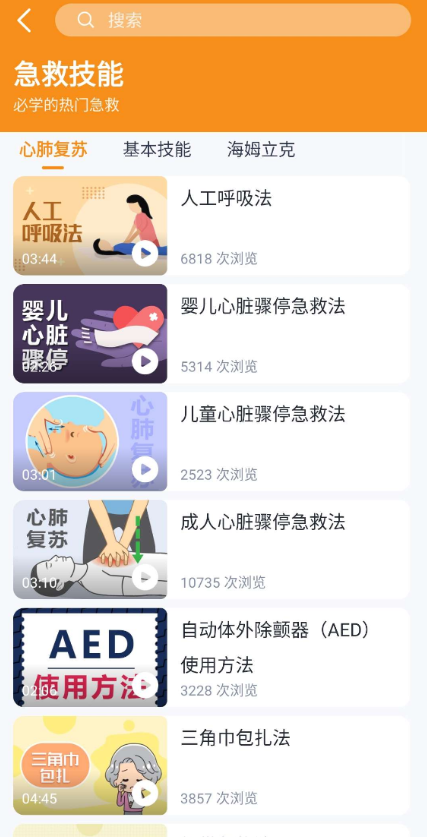 搜索
急救技能
必学的热门急救
心肺复苏 基本技能 海姆立克
人工
呼吸法
03:44
人工呼吸法
6818 次浏览
婴儿
心脏
骤停
02:26
婴儿心脏骤停急救法
5314 次浏览
心肺复苏
03:01
儿童心脏骤停急救法
2523 次浏览
心肺
复苏
03:10
成人心脏骤停急救法
10735 次浏览
AED
使用方法
02:06
自动体外除颤器（AED）
使用方法
3228 次浏览
三角巾
包扎
04:45
三角巾包扎法
3857 次浏览